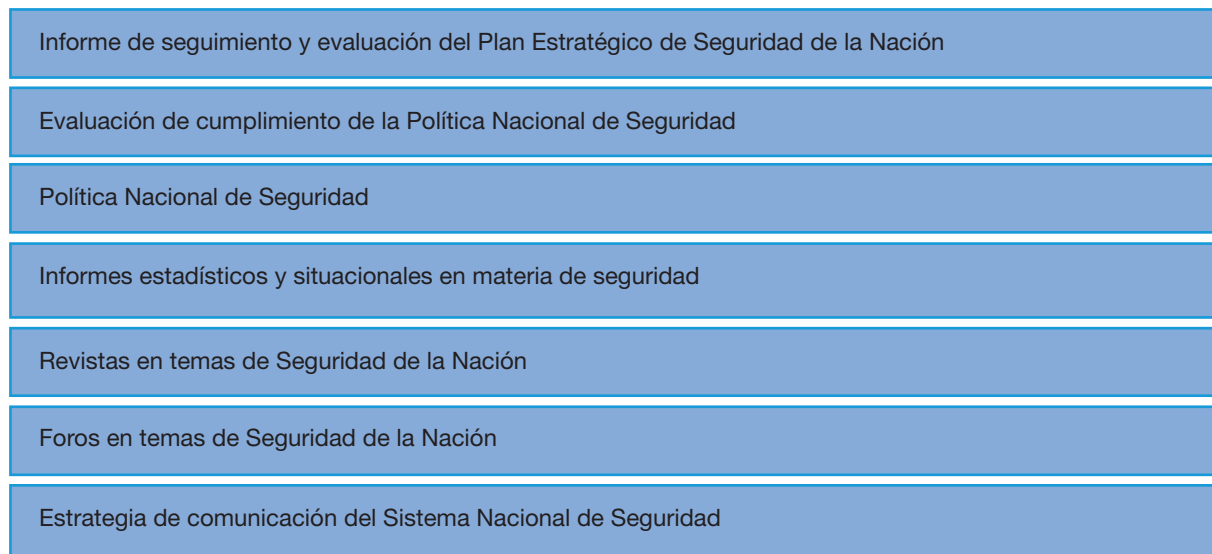 Informe de seguimiento y evaluación del Plan Estratégico de Seguridad de la Nación
Evaluación de cumplimiento de la Política Nacional de Seguridad
Política Nacional de Seguridad
Informes estadísticos y situacionales en materia de seguridad
Revistas en temas de Seguridad de la Nación
Foros en temas de Seguridad de la Nación
Estrategia de comunicación del Sistema Nacional de Seguridad